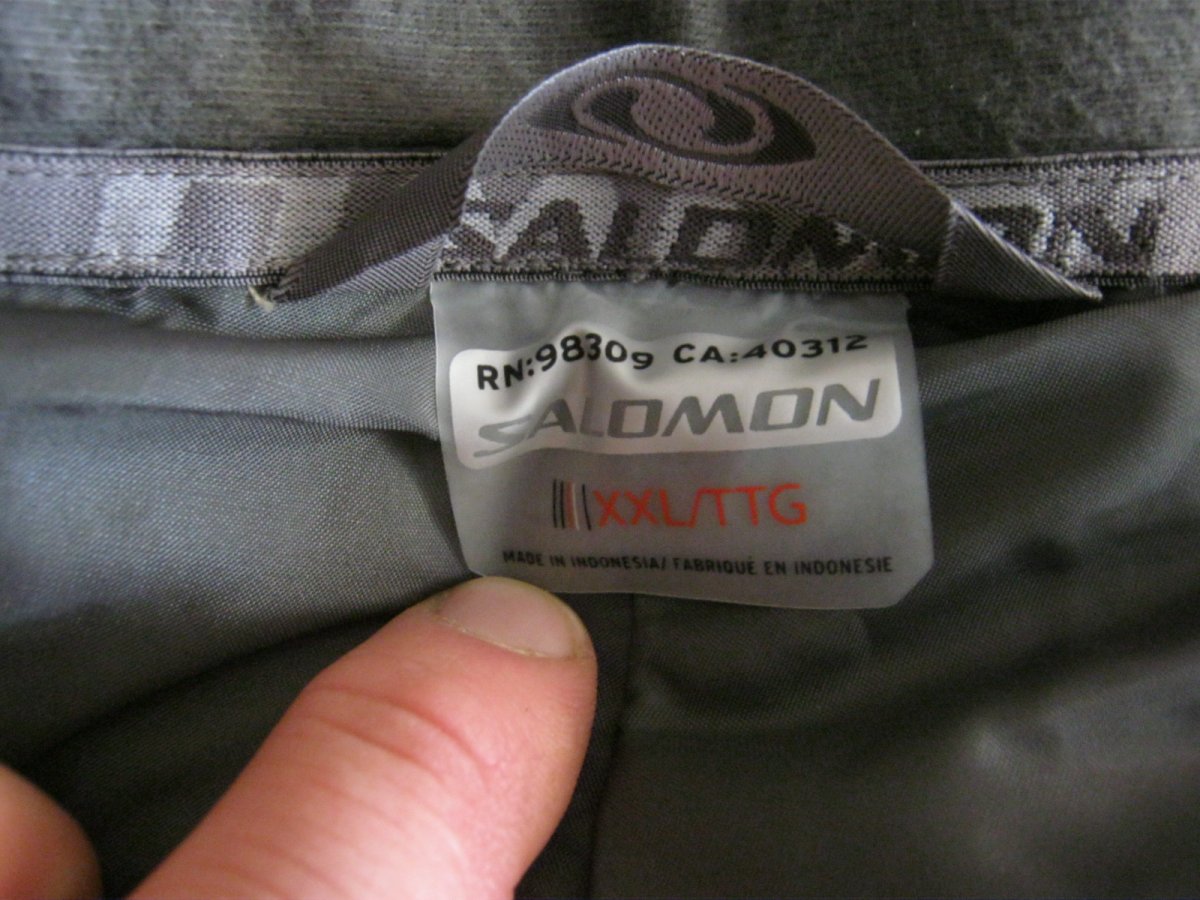 SALOMON
RN:98309 CA:40312
SALOMON
XXL/TTG
MADE IN INDONESIA/ FABRIQUÉ EN INDONESIE